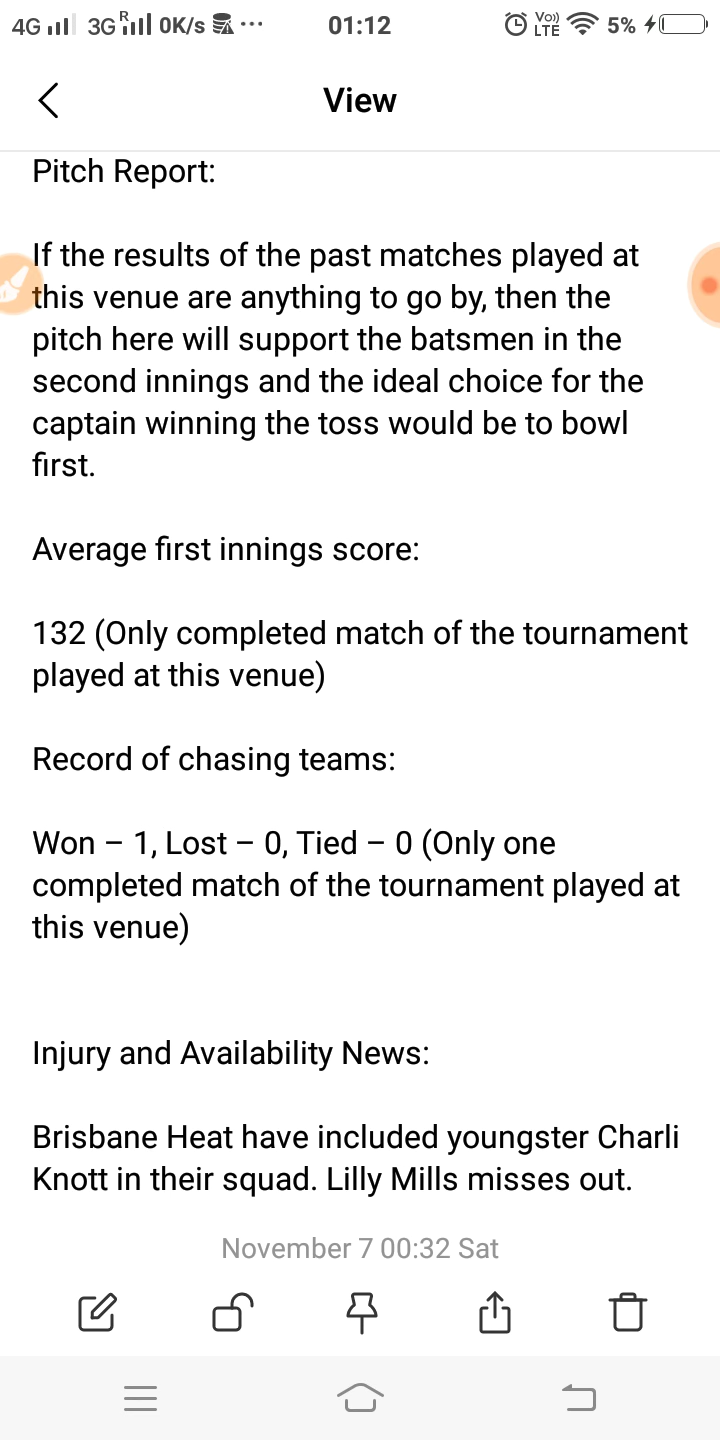 4G 3G R 0K/s ... 01:12 Vo)) LTE 5%
View
Pitch Report:
If the results of the past matches played at
this venue are anything to go by, then the
pitch here will support the batsmen in the
second innings and the ideal choice for the
captain winning the toss would be to bowl
first.
Average first innings score:
132 (Only completed match of the tournament
played at this venue)
Record of chasing teams:
Won – 1, Lost – 0, Tied – 0 (Only one
completed match of the tournament played at
this venue)
Injury and Availability News:
Brisbane Heat have included youngster Charli
Knott in their squad. Lilly Mills misses out.
November 7 00:32 Sat